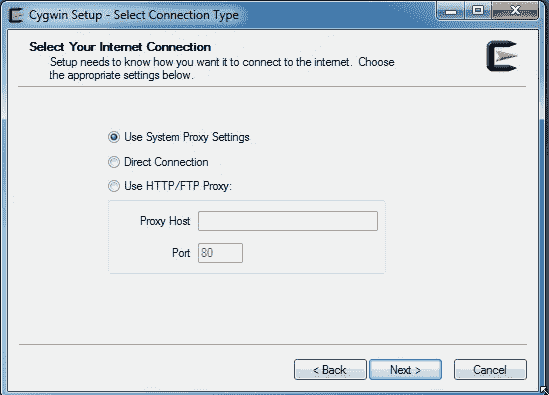 Cygwin Setup - Select Connection Type
Select Your Internet Connection
Setup needs to know how you want it to connect to the internet. Choose
the appropriate settings below.
Use System Proxy Settings
Direct Connection
Use HTTP/FTP Proxy:
Proxy Host
Port 80
< Back Next > Cancel